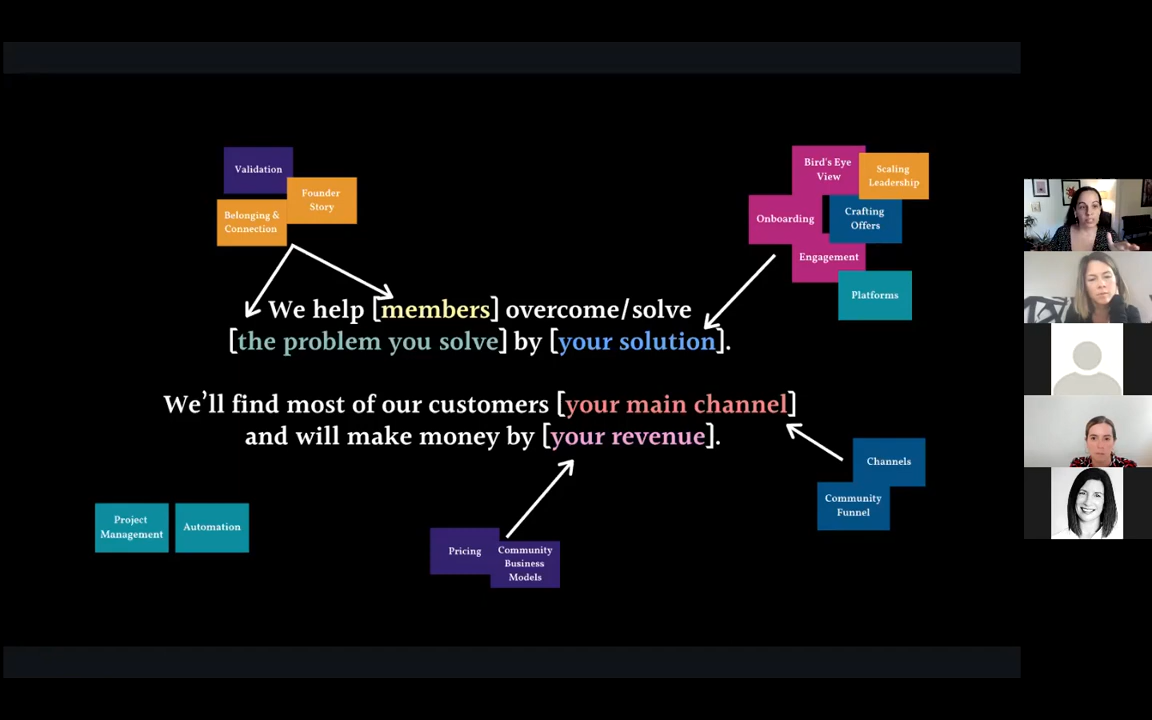 Validation
Founder
Story
Belonging &
Connection
Bird's Eye
View
Scaling
Leadership
Onboarding
Crafting
Offers
Engagement
Platforms
We help [members] overcome/solve
[the problem you solve] by [your solution].
We'll find most of our customers [your main channel]
and will make money by [your revenue].
Channels
Community
Funnel
Project
Management
Automation
Pricing
Community
Business
Models